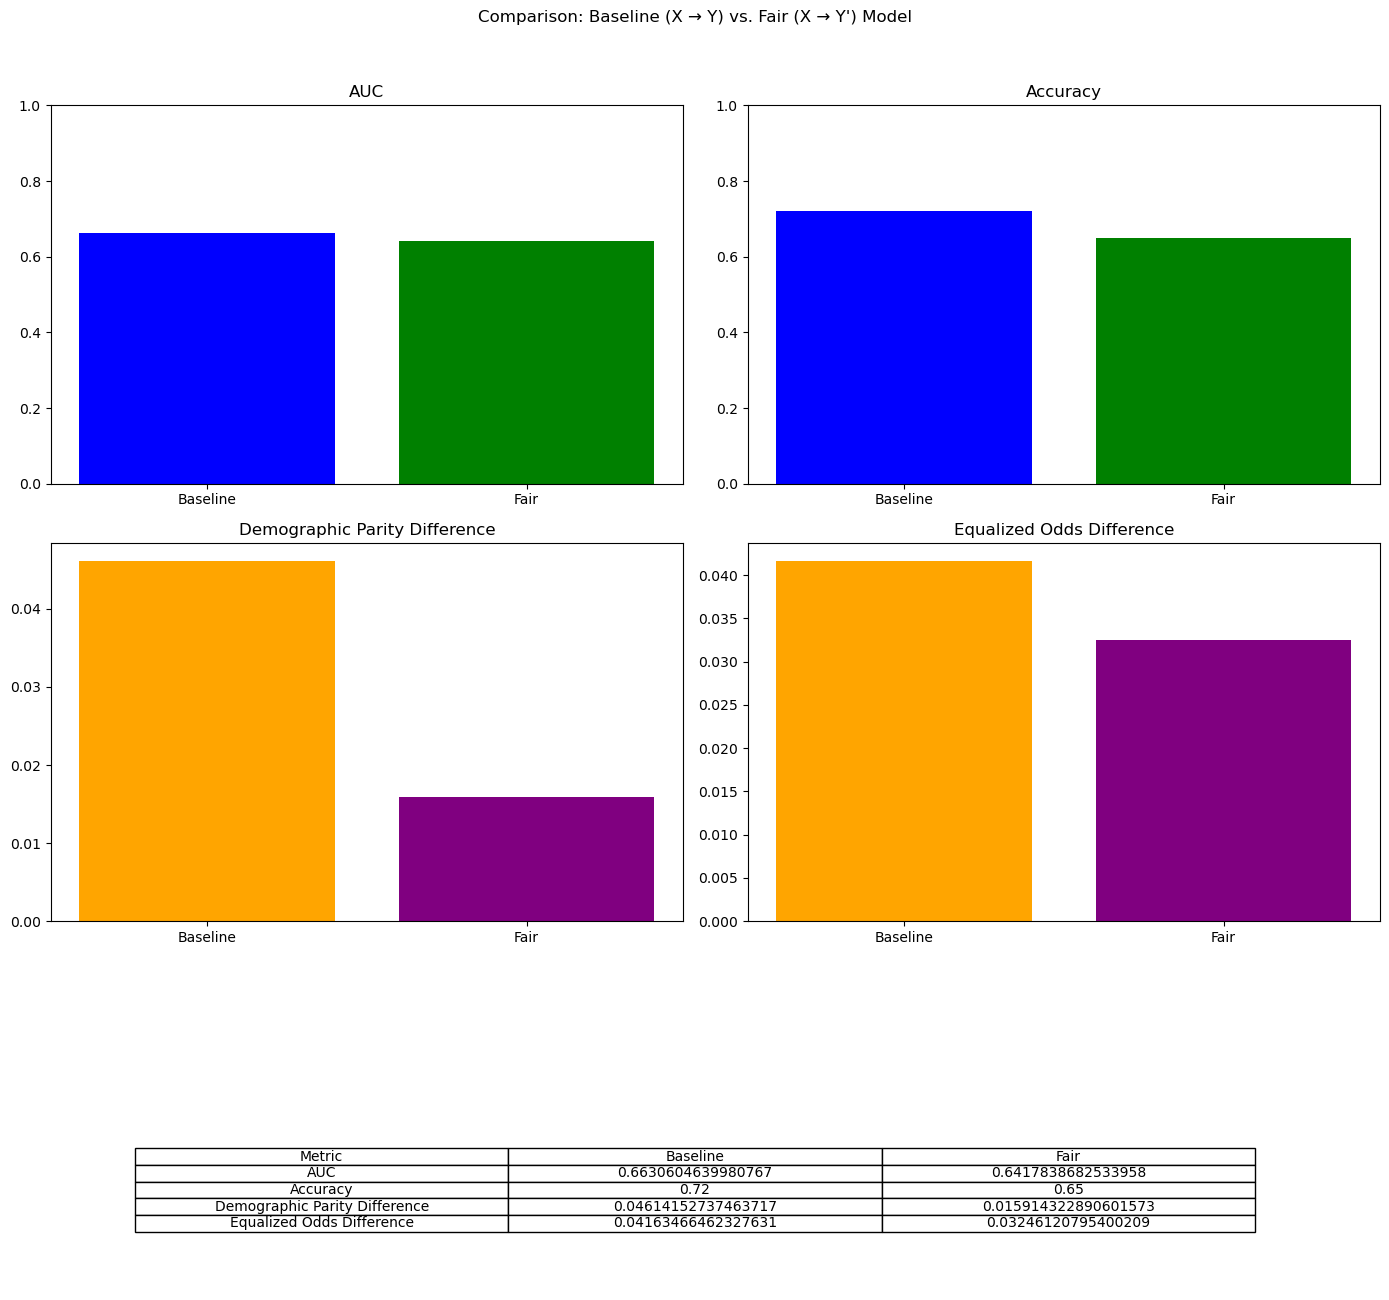 Comparison: Baseline (X → Y) vs. Fair (X → Y') Model
AUC
1.0
0.8
0.6
0.4
0.2
0.0
Baseline Fair
Accuracy
1.0
0.8
0.6
0.4
0.2
0.0
Baseline Fair
Demographic Parity Difference
0.04
0.03
0.02
0.01
0.00
Baseline Fair
Equalized Odds Difference
0.040
0.035
0.030
0.025
0.020
0.015
0.010
0.005
0.000
Baseline Fair
Metric Baseline Fair
AUC 0.6630604639980767 0.6417838682533958
Accuracy 0.72 0.65
Demographic Parity Difference 0.04614152737463717 0.015914322890601573
Equalized Odds Difference 0.04163466462327631 0.03246120795400209